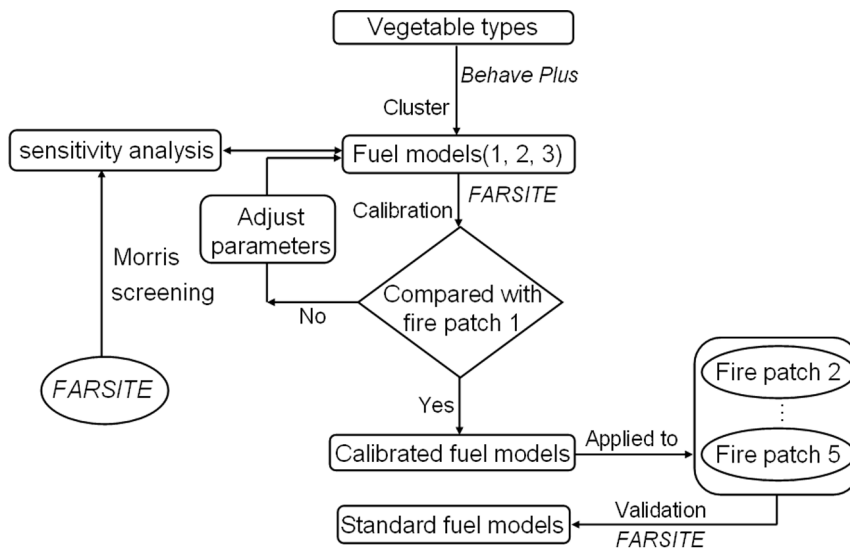 Vegetable types
Behave Plus
Cluster
sensitivity analysis
Fuel models(1, 2, 3)
FARSITE
Calibration
Adjust
parameters
Morris
screening
Compared with
fire patch 1
No
FARSITE
Yes
Fire patch 2
Calibrated fuel models
Applied to
Fire patch 5
Validation
Standard fuel models
FARSITE